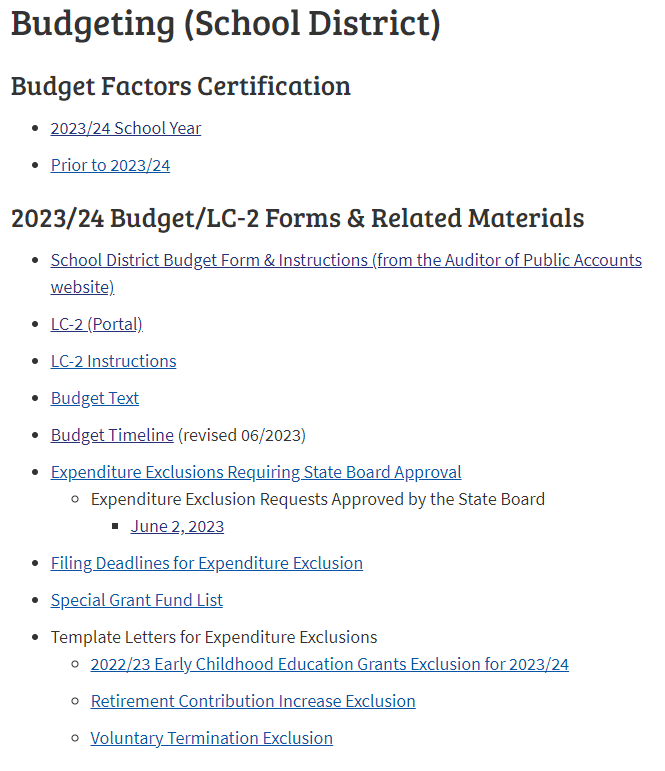 Budgeting (School District)
Budget Factors Certification
2023/24 School Year
Prior to 2023/24
2023/24 Budget/LC-2 Forms & Related Materials
School District Budget Form & Instructions (from the Auditor of Public Accounts
website)
LC-2 (Portal)
LC-2 Instructions
Budget Text
Budget Timeline (revised 06/2023)
Expenditure Exclusions Requiring State Board Approval
Expenditure Exclusion Requests Approved by the State Board
June 2, 2023
Filing Deadlines for Expenditure Exclusion
Special Grant Fund List
Template Letters for Expenditure Exclusions
2022/23 Early Childhood Education Grants Exclusion for 2023/24
Retirement Contribution Increase Exclusion
Voluntary Termination Exclusion